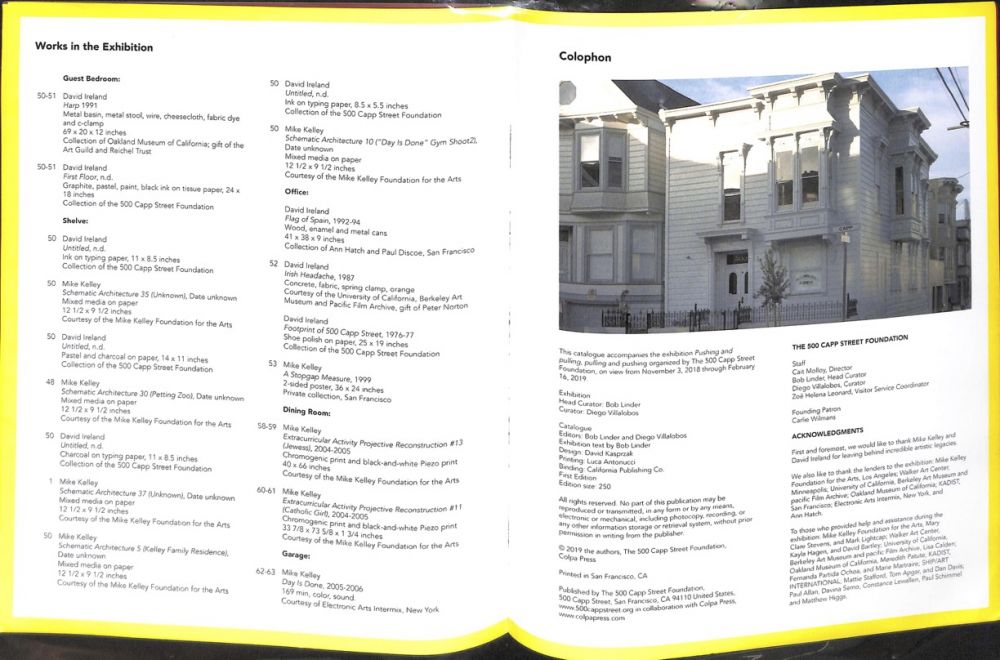 Works in the Exhibition
Guest Bedroom:
50-51 David Ireland
Harp 1991
Metal basin, metal stool, wire, cheesecloth, fabric dye
and c-clamp
69 x 20 x 12 inches
Collection of Oakland Museum of California; gift of the
Art Guild and Reichel Trust
50-51 David Ireland
First Floor, n.d.
Graphite, pastel, paint, black ink on tissue paper, 24 x
18 inches
Collection of the 500 Capp Street Foundation
Shelve:
50 David Ireland
Untitled, n.d.
Ink on typing paper, 11 x 8.5 inches
Collection of the 500 Capp Street Foundation
50 Mike Kelley
Schematic Architecture 35 (Unknown), Date unknown
Mixed media on paper
12 1/2 x 9 1/2 inches
Courtesy of the Mike Kelley Foundation for the Arts
50 David Ireland
Untitled, n.d.
Pastel and charcoal on paper, 14 x 11 inches
Collection of the 500 Capp Street Foundation
48 Mike Kelley
Schematic Architecture 30 (Petting Zoo), Date unknown
Mixed media on paper
12 1/2 x 9 1/2 inches
Courtesy of the Mike Kelley Foundation for the Arts
50 David Ireland
Untitled, n.d.
Charcoal on typing paper, 11 x 8.5 inches
Collection of the 500 Capp Street Foundation
1 Mike Kelley
Schematic Architecture 37 (Unknown), Date unknown
Mixed media on paper
12 1/2 x 9 1/2 inches
Courtesy of the Mike Kelley Foundation for the Arts
50 Mike Kelley
Schematic Architecture 5 (Kelley Family Residence),
Date unknown
Mixed media on paper
12 1/2 x 9 1/2 inches
Courtesy of the Mike Kelley Foundation for the Arts
50 David Ireland
Untitled, n.d.
Ink on typing paper, 8.5 x 5.5 inches
Collection of the 500 Capp Street Foundation
50 Mike Kelley
Schematic Architecture 10 ("Day Is Done" Gym Shoot2),
Date unknown
Mixed media on paper
12 1/2 x 9 1/2 inches
Courtesy of the Mike Kelley Foundation for the Arts
Office:
David Ireland
Flag of Spain, 1992-94
Wood, enamel and metal cans
41 x 38 x 9 inches
Collection of Ann Hatch and Paul Discoe, San Francisco
52 David Ireland
Irish Headache, 1987
Concrete, fabric, spring clamp, orange
Courtesy of the University of California, Berkeley Art
Museum and Pacific Film Archive, gift of Peter Norton
David Ireland
Footprint of 500 Capp Street, 1976-77
Shoe polish on paper, 25 x 19 inches
Collection of the 500 Capp Street Foundation
53 Mike Kelley
A Stopgap Measure, 1999
2-sided poster, 36 x 24 inches
Private collection, San Francisco
Dining Room:
58-59 Mike Kelley
Extracurricular Activity Projective Reconstruction #13
(Jewess), 2004-2005
Chromogenic print and black-and-white Piezo print
40 x 66 inches
Courtesy of the Mike Kelley Foundation for the Arts
60-61 Mike Kelley
Extracurricular Activity Projective Reconstruction #11
(Catholic Girl), 2004-2005
Chromogenic print and black-and-white Piezo print
33 7/8 x 73 5/8 x 1 3/4 inches
Courtesy of the Mike Kelley Foundation for the Arts
Garage:
62-63 Mike Kelley
Day Is Done, 2005-2006
169 min, color, sound.
Courtesy of Electronic Arts Intermix, New York
Colophon
This catalogue accompanies the exhibition Pushing and
pulling, pulling and pushing organized by The 500 Capp Street
Foundation, on view from November 3, 2018 through February
16, 2019
Exhibition
Head Curator: Bob Linder
Curator: Diego Villalobos
Catalogue
Editors: Bob Linder and Diego Villalobos
Exhibition text by Bob Linder
Design: David Kasprzak
Printing: Luca Antonucci
Binding: California Publishing Co.
First Edition
Edition size: 250
All rights reserved. No part of this publication may be
reproduced or transmitted, in any form or by any means,
electronic or mechanical, including photocopy, recording, or
any other information storage or retrieval system, without prior
permission in writing from the publisher.
© 2019 the authors, The 500 Capp Street Foundation,
Colpa Press
Printed in San Francisco, CA
Published by The 500 Capp Street Foundation,
500 Capp Street, San Francisco, CA 94110 United States,
www.500cappstreet.org in collaboration with Colpa Press,
www.colpapress.com
THE 500 CAPP STREET FOUNDATION
Staff
Cait Molloy, Director
Bob Linder, Head Curator
Diego Villalobos, Curator
Zoë Helena Leonard, Visitor Service Coordinator
Founding Patron
Carlie Wilmans
ACKNOWLEDGMENTS
First and foremost, we would like to thank Mike Kelley and
David Ireland for leaving behind incredible artistic legacies.
We also like to thank the lenders to the exhibition: Mike Kelley
Foundation for the Arts, Los Angeles; Walker Art Center,
Minneapolis; University of California, Berkeley Art Museum and
pacific Film Archive; Oakland Museum of California; KADIST,
San Francisco; Electronic Arts Intermix, New York, and
Ann Hatch.
To those who provided help and assistance during the
exhibition: Mike Kelley Foundation for the Arts, Mary
Clare Stevens, and Mark Lightcap; Walker Art Center,
Kayla Hagen, and David Bartley; University of California,
Berkeley Art Museum and pacific Film Archive, Lisa Calden;
Oakland Museum of California, Meredith Patute, KADIST,
Fernanda Partida Ochoa, and Marie Martraire; SHIP/ART
INTERNATIONAL, Mattie Stafford, Tom Apgar, and Dan Davis;
Paul Allan, Davina Semo, Constance Lewallen, Paul Schimmel
and Matthew Higgs.